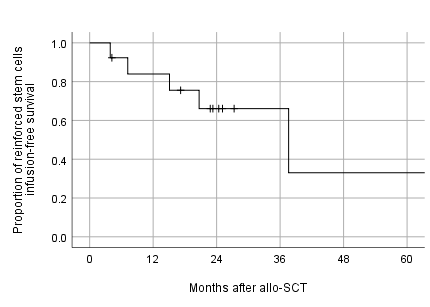 Proportion of reinforced stem cells
infusion-free survival
1.0
0.8
0.6
0.4
0.2
0.0
0 12 24 36 48 60
Months after allo-SCT